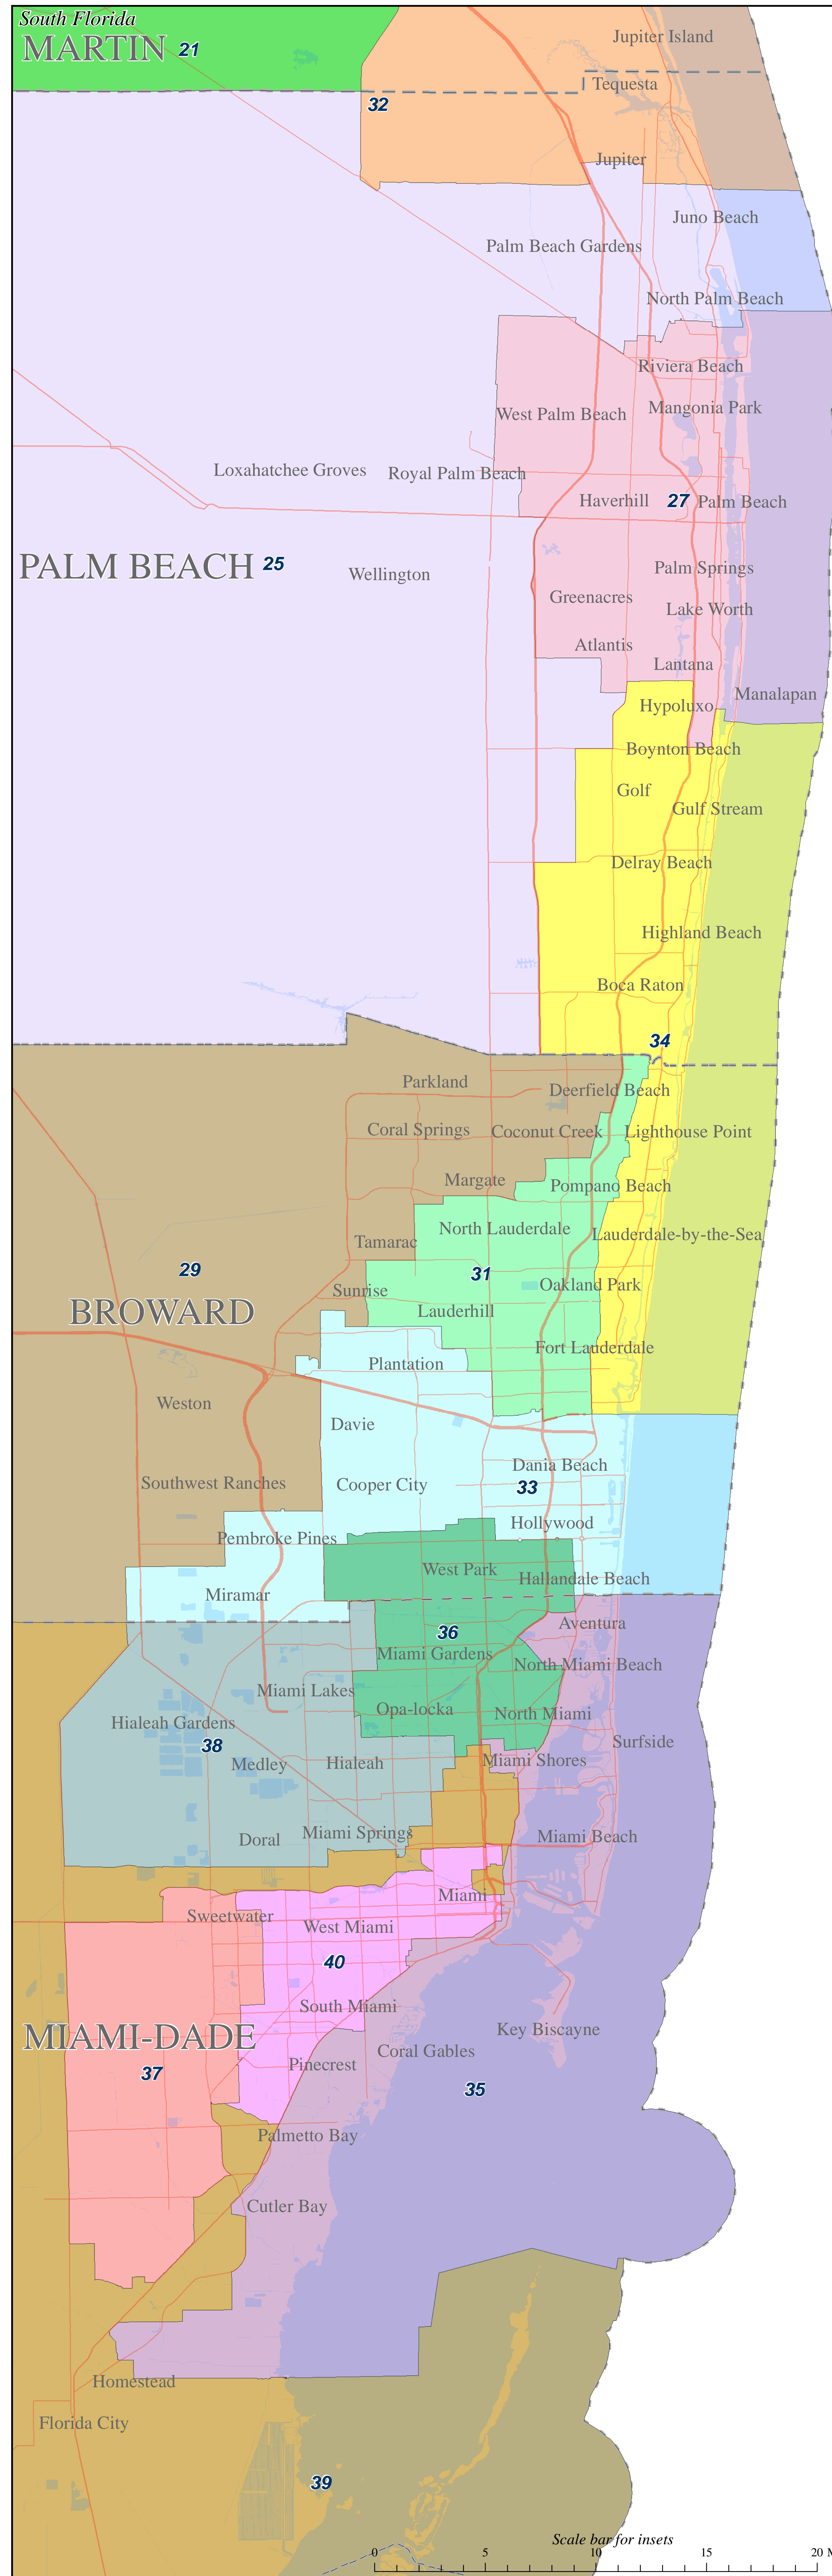 South Florida
MARTIN 21
Jupiter Island
Tequesta
32
Jupiter
Juno Beach
Palm Beach Gardens
North Palm Beach
Riviera Beach
Mangonia Park
West Palm Beach
Loxahatchee Groves
Royal Palm Beach
Haverhill
27
Palm Beach
PALM BEACH 25
Wellington
Palm Springs
Greenacres
Lake Worth
Atlantis
Lantana
Manalapan
Hypoluxo
Boynton Beach
Golf
Gulf Stream
Delray Beach
Highland Beach
Boca Raton
34
Parkland
Deerfield Beach
Coral Springs
Coconut Creek
Lighthouse Point
Margate
Pompano Beach
North Lauderdale
Lauderdale-by-the-Sea
Tamarac
29
31
Sunrise
Oakland Park
BROWARD
Lauderhill
Fort Lauderdale
Plantation
Weston
Davie
Dania Beach
Southwest Ranches
Cooper City
33
Hollywood
Pembroke Pines
West Park
Hallandale Beach
Miramar
Aventura
36
Miami Gardens
North Miami Beach
Miami Lakes
Opa-locka
North Miami
Hialeah Gardens
Surfside
38
Medley
Hialeah
Miami Shores
Doral
Miami Springs
Miami Beach
Miami
Sweetwater
West Miami
40
South Miami
Key Biscayne
MIAMI-DADE
Coral Gables
Pinecrest
37
35
Palmetto Bay
Cutler Bay
Homestead
Florida City
39
Scale bar for insets
0 5 10 15 20 M